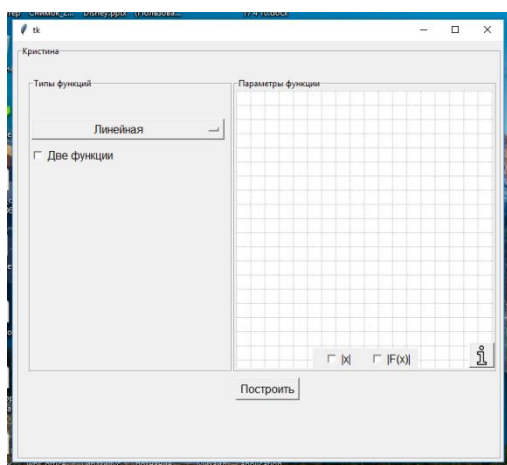 tk
Кристина
Типы функций
Параметры функции
Линейная
Две функции
|x|
|F(x)|
i
Построить